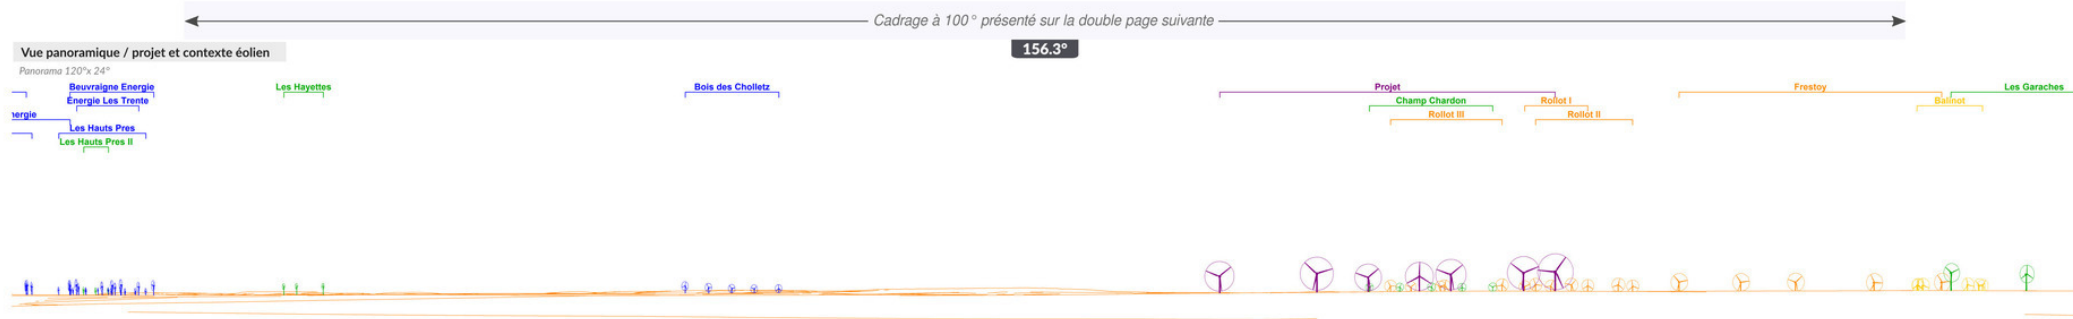 Cadrage à 100° présenté sur la double page suivante
156.3°
Vue panoramique / projet et contexte éolien
Panorama 120°x 24°
Beuvraigne Energie
Les Hayettes
Bois des Cholletz
Projet
Frestoy
Les Garaches
Énergie Les Trente
Champ Chardon
Rollot I
Balinot
nergie
Rollot III
Rollot II
Les Hauts Pres
Les Hauts Pres II